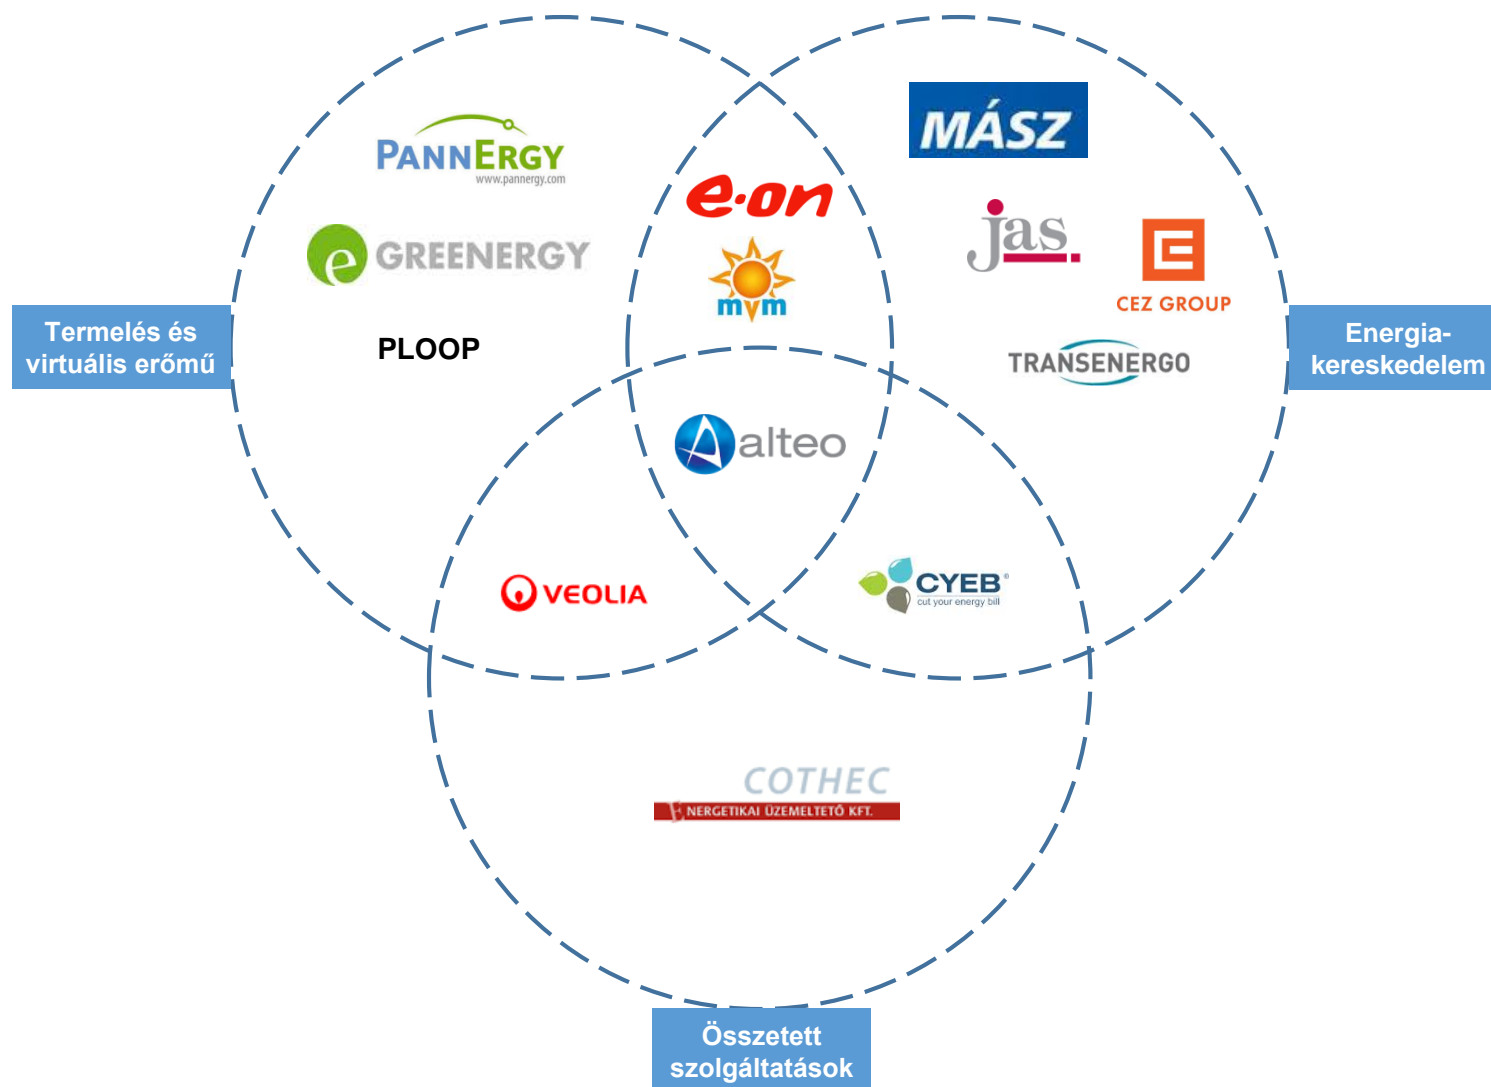 PANNERGY
www.pannergy.com
e GREENERGY
PLOOP
e·on
mvm
MÁSZ
jas.
CEZ GROUP
TRANSENERGO
Termelés és
virtuális erőmű
Energia-
kereskedelem
alteo
VEOLIA
CYEB®
cut your energy bill
COTHEC
ENERGETIKAI ÜZEMELTETŐ KFT.
Összetett
szolgáltatások